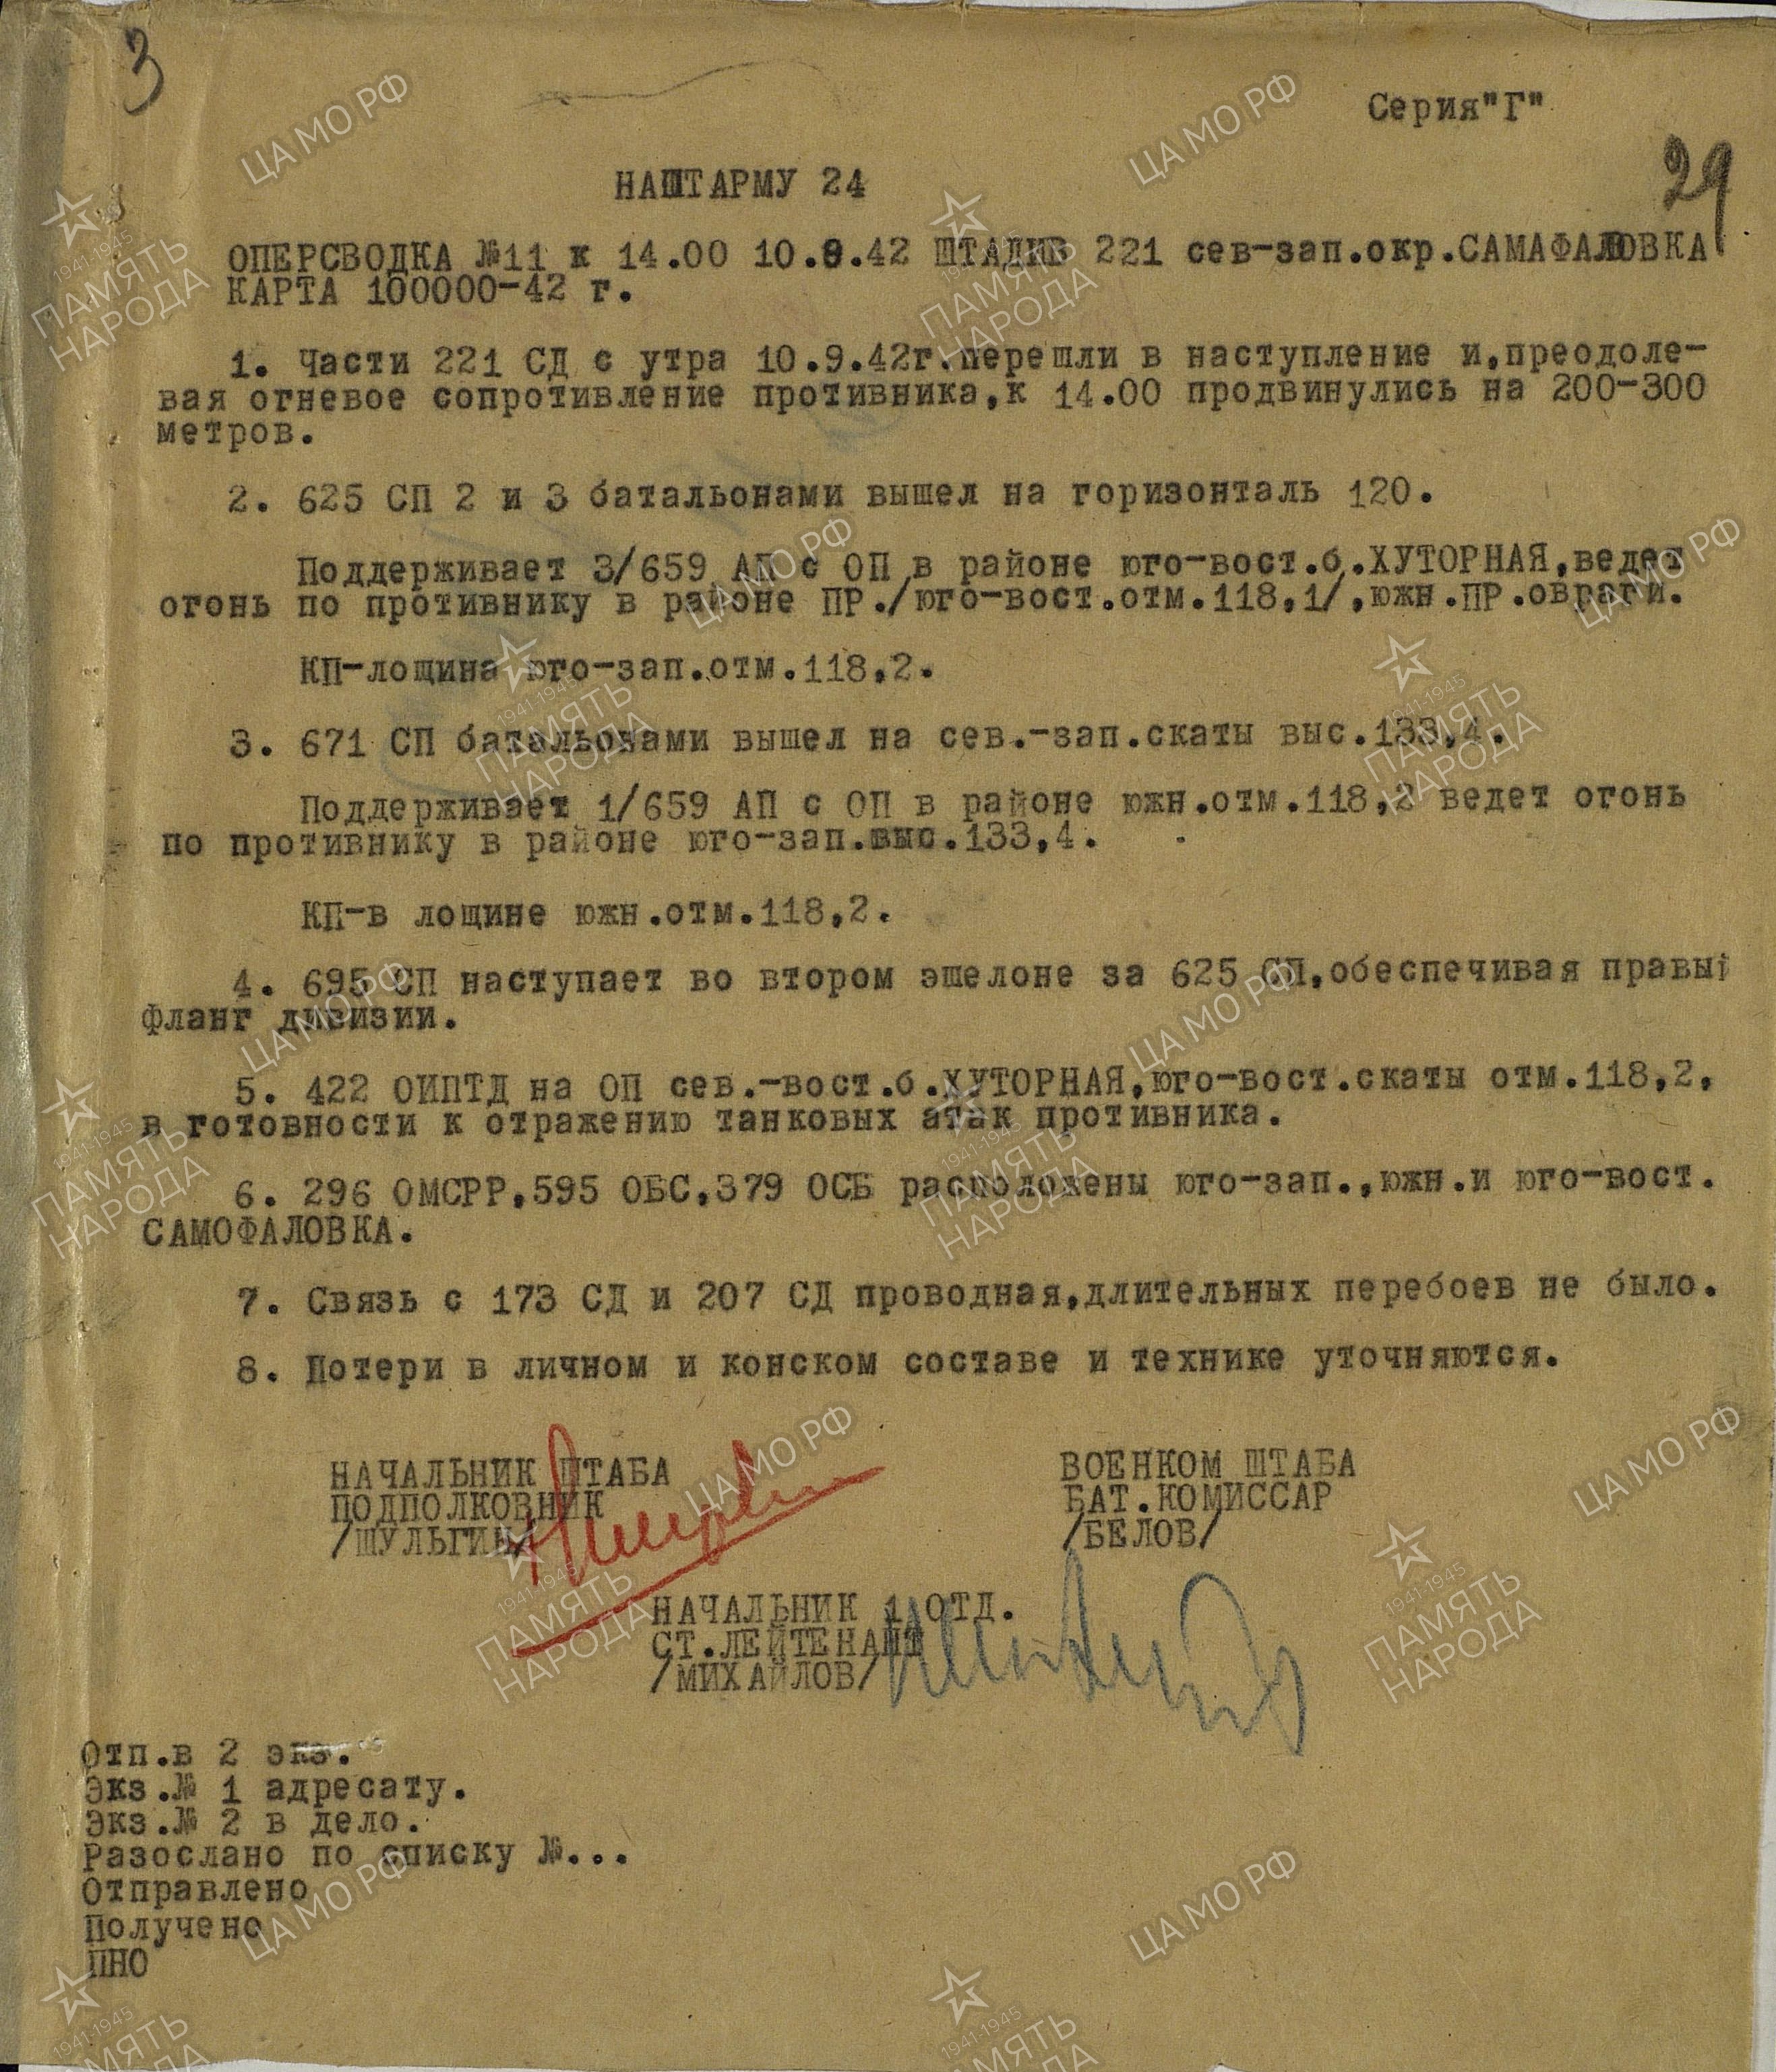 3
Серия"Г"
29
НАШТАРМУ 24
ОПЕРСВОДКА №11 к 14.00 10.9.42 ШТАДИВ 221 сев-зап.окр.САМАФАЛОВКА
КАРТА 100000-42 г.
1. Части 221 СД с утра 10.9.42г.перешли в наступление и,преодоле-
вая огневое сопротивление противника,к 14.00 продвинулись на 200-300
метров.
2. 625 СП 2 и 3 батальонами вышел на горизонталь 120.
Поддерживает 3/659 АП с ОП в районе юго-вост.б.ХУТОРНАЯ,ведет
огонь по противнику в районе ПР./юго-вост.отм.118,1/,южн.ПР.овраги.
КП-лощина юго-зап.отм.118,2.
3. 671 СП батальонами вышел на сев.-зап.скаты выс.133,4.
Поддерживает 1/659 АП с ОП в районе южн.отм.118,2 ведет огонь
по противнику в районе юго-зап.выс.133,4.
КП-в лощине южн.отм.118,2.
4. 695 СП наступает во втором эшелоне за 625 СП,обеспечивая правый
фланг дивизии.
5. 422 ОИПТД на ОП сев.-вост.б.ХУТОРНАЯ,юго-вост.скаты отм.118,2,
в готовности к отражению танковых атак противника.
6. 296 ОМСРР,595 ОБС,379 ОСБ расположены юго-зап.,южн.и юго-вост.
САМОФАЛОВКА.
7. Связь с 173 СД и 207 СД проводная,длительных перебоев не было.
8. Потери в личном и конском составе и технике уточняются.
НАЧАЛЬНИК ШТАБА
ПОДПОЛКОВНИК
/ШУЛЬГИН/
ВОЕНКОМ ШТАБА
БАТ.КОМИССАР
/БЕЛОВ/
НАЧАЛЬНИК 1 ОТД.
СТ.ЛЕЙТЕНАНТ
/МИХАЙЛОВ/
Отп.в 2 экз.
Экз.№ 1 адресату.
Экз.№ 2 в дело.
Разослано по списку №...
Отправлено
Получено
ПНО
ЦА МО РФ
1941-1945
ПАМЯТЬ
НАРОДА